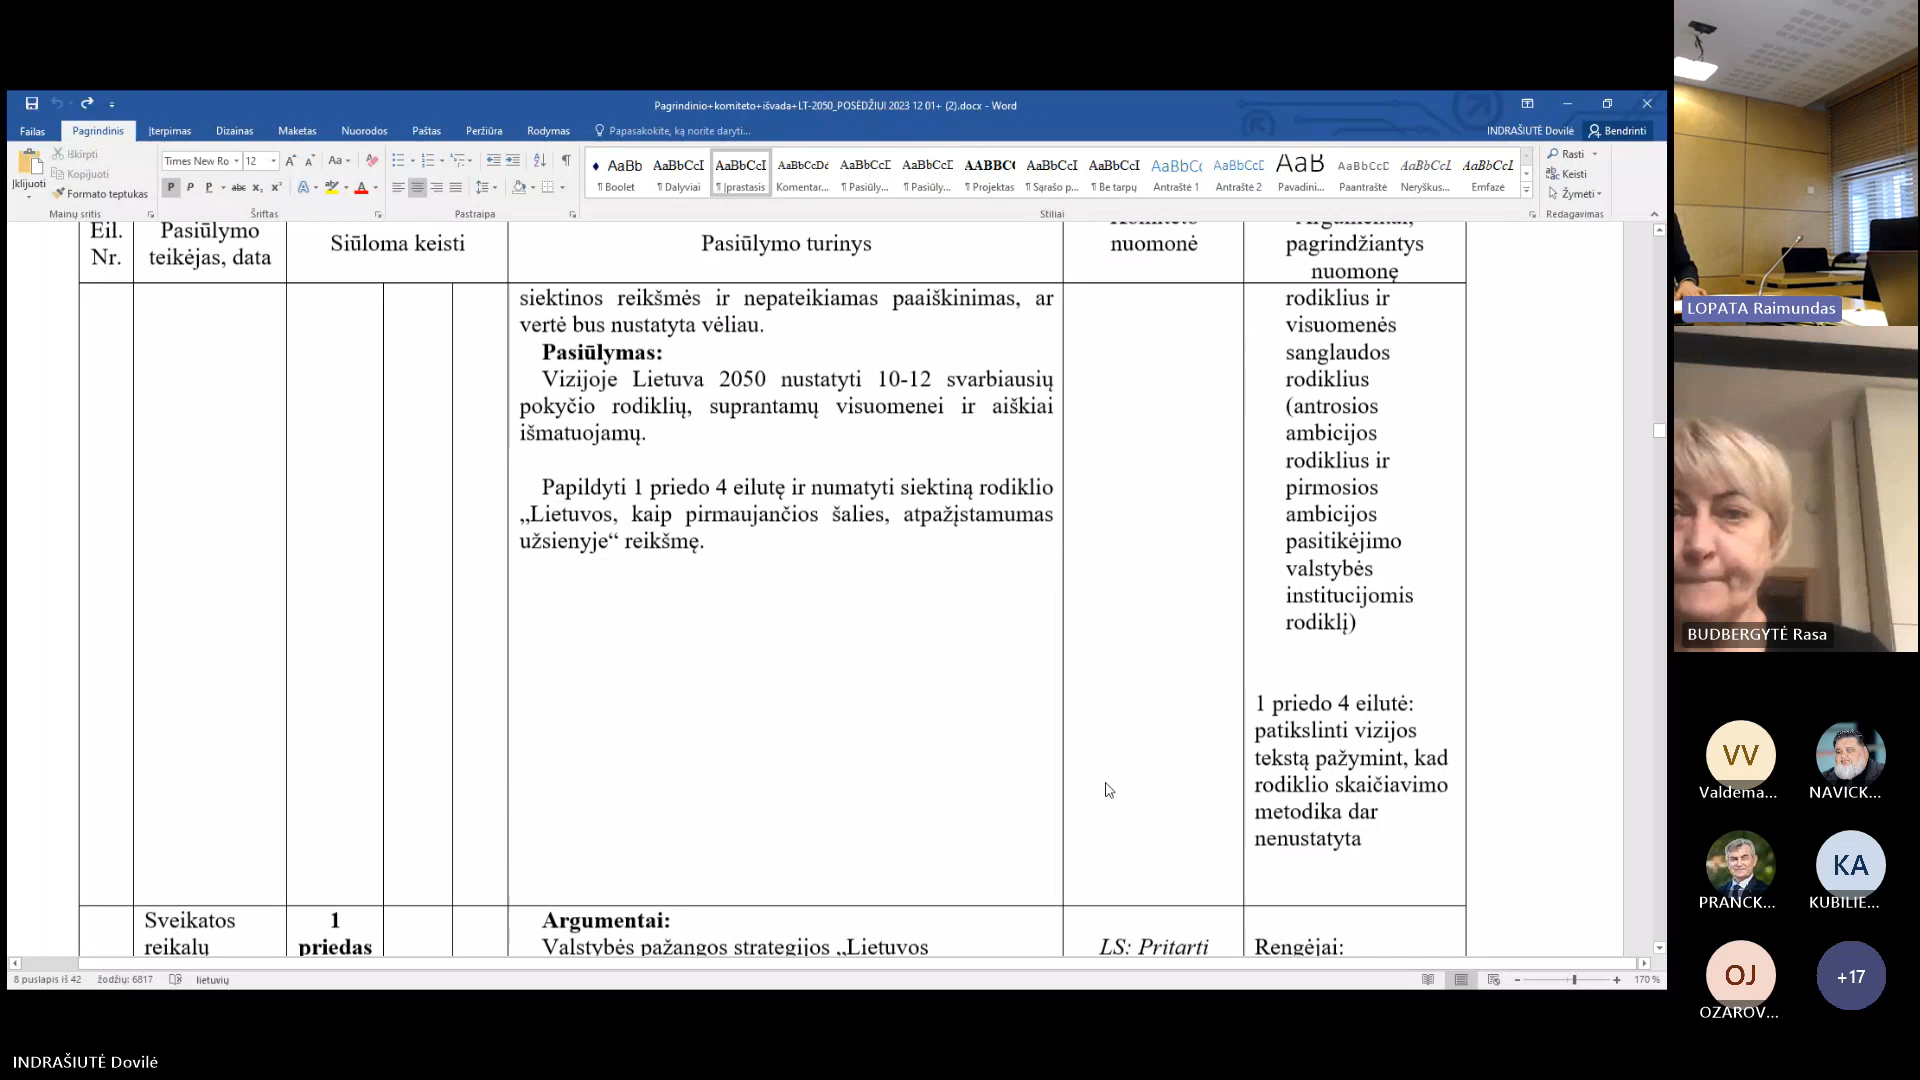 Pagrindinio+komiteto+išvada+LT-2050_POSĖDŽIUI 2023 12 01+ (2).docx - Word
Failas
Pagrindinis
Įterpimas
Dizainas
Maketas
Nuorodos
Paštas
Peržiūra
Rodymas
Papasakokite, ką norite daryti...
INDRAŠIUTĖ Dovilė
Bendrinti
Įklijuoti
Iškirpti
Kopijuoti
Formato teptukas
Mainų sritis
Times New Ro
12
Šriftas
Pastraipa
AaBb
¶ Boolet
AaBbCcI
¶ Dalyviai
AaBbCcI
¶ Įprastasis
AaBbCcDd
Komentar...
AaBbCcD
¶ Pasiūly...
AaBbCcD
¶ Pasiūly...
AABBC
¶ Projektas
AaBbCcI
¶ Sąrašo p...
AaBbCcI
¶ Be tarpų
AaBbCc
Antraštė 1
AaBbCcD
Antraštė 2
AaB
Pavadini...
AaBbCcD
Paantraštė
AaBbCcI
Neryškus...
AaBbCcI
Emfazė
Stiliai
Rasti
Keisti
Žymėti
Redagavimas
Eil.
Nr.
Pasiūlymo
teikėjas, data
Siūloma keisti
Pasiūlymo turinys
Komiteto
nuomonė
Argumentai,
pagrindžiantys
nuomonę
siektinos reikšmės ir nepateikiamas paaiškinimas, ar
vertė bus nustatyta vėliau.
Pasiūlymas:
Vizijoje Lietuva 2050 nustatyti 10-12 svarbiausių
pokyčio rodiklių, suprantamų visuomenei ir aiškiai
išmatuojamų.
Papildyti 1 priedo 4 eilutę ir numatyti siektiną rodiklio
„Lietuvos, kaip pirmaujančios šalies, atpažįstamumas
užsienyje“ reikšmę.
rodiklius ir
visuomenės
sanglaudos
rodiklius
(antrosios
ambicijos
rodiklius ir
pirmosios
ambicijos
pasitikėjimo
valstybės
institucijomis
rodiklį)
1 priedo 4 eilutė:
patikslinti vizijos
tekstą pažymint, kad
rodiklio skaičiavimo
metodika dar
nenustatyta
Sveikatos
reikalų
1
priedas
Argumentai:
Valstybės pažangos strategijos „Lietuvos
LS: Pritarti
Rengėjai:
8 puslapis iš 42
žodžių: 6817
lietuvių
170 %
LOPATA Raimundas
BUDBERGYTĖ Rasa
VV
Valdema...
NAVICK...
PRANCK...
KA
KUBILIE...
OJ
OZAROV...
+17
INDRAŠIUTĖ Dovilė